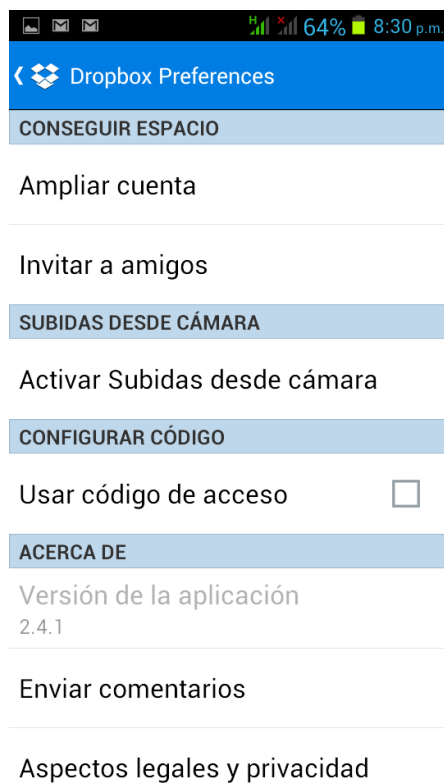 H 64% 8:30 p.m.
Dropbox Preferences
CONSEGUIR ESPACIO
Ampliar cuenta
Invitar a amigos
SUBIDAS DESDE CÁMARA
Activar Subidas desde cámara
CONFIGURAR CÓDIGO
Usar código de acceso
ACERCA DE
Versión de la aplicación
2.4.1
Enviar comentarios
Aspectos legales y privacidad